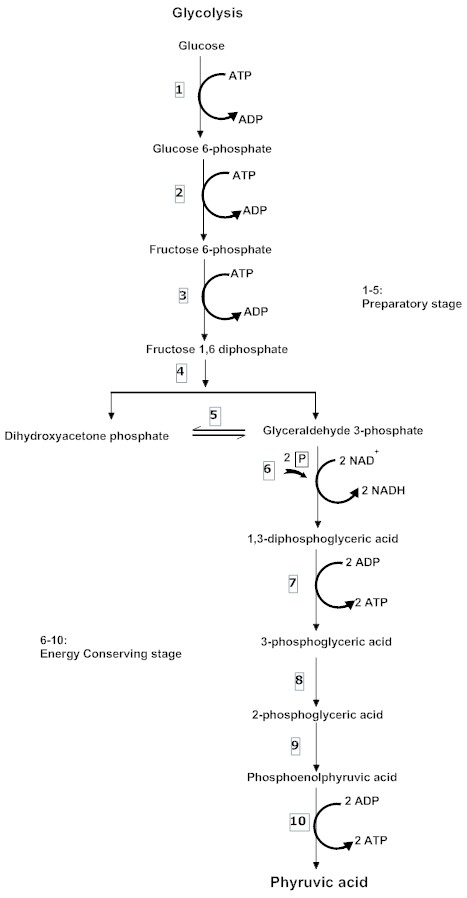 Glycolysis
Glucose
ATP
1
ADP
Glucose 6-phosphate
ATP
2
ADP
Fructose 6-phosphate
ATP
3
ADP
1-5:
Preparatory stage
Fructose 1,6 diphosphate
4
5
Dihydroxyacetone phosphate
Glyceraldehyde 3-phosphate
6
2 P
2 NAD+
2 NADH
1,3-diphosphoglyceric acid
2 ADP
7
2 ATP
6-10:
Energy Conserving stage
3-phosphoglyceric acid
8
2-phosphoglyceric acid
9
Phosphoenolphyruvic acid
2 ADP
10
2 ATP
Phyruvic acid